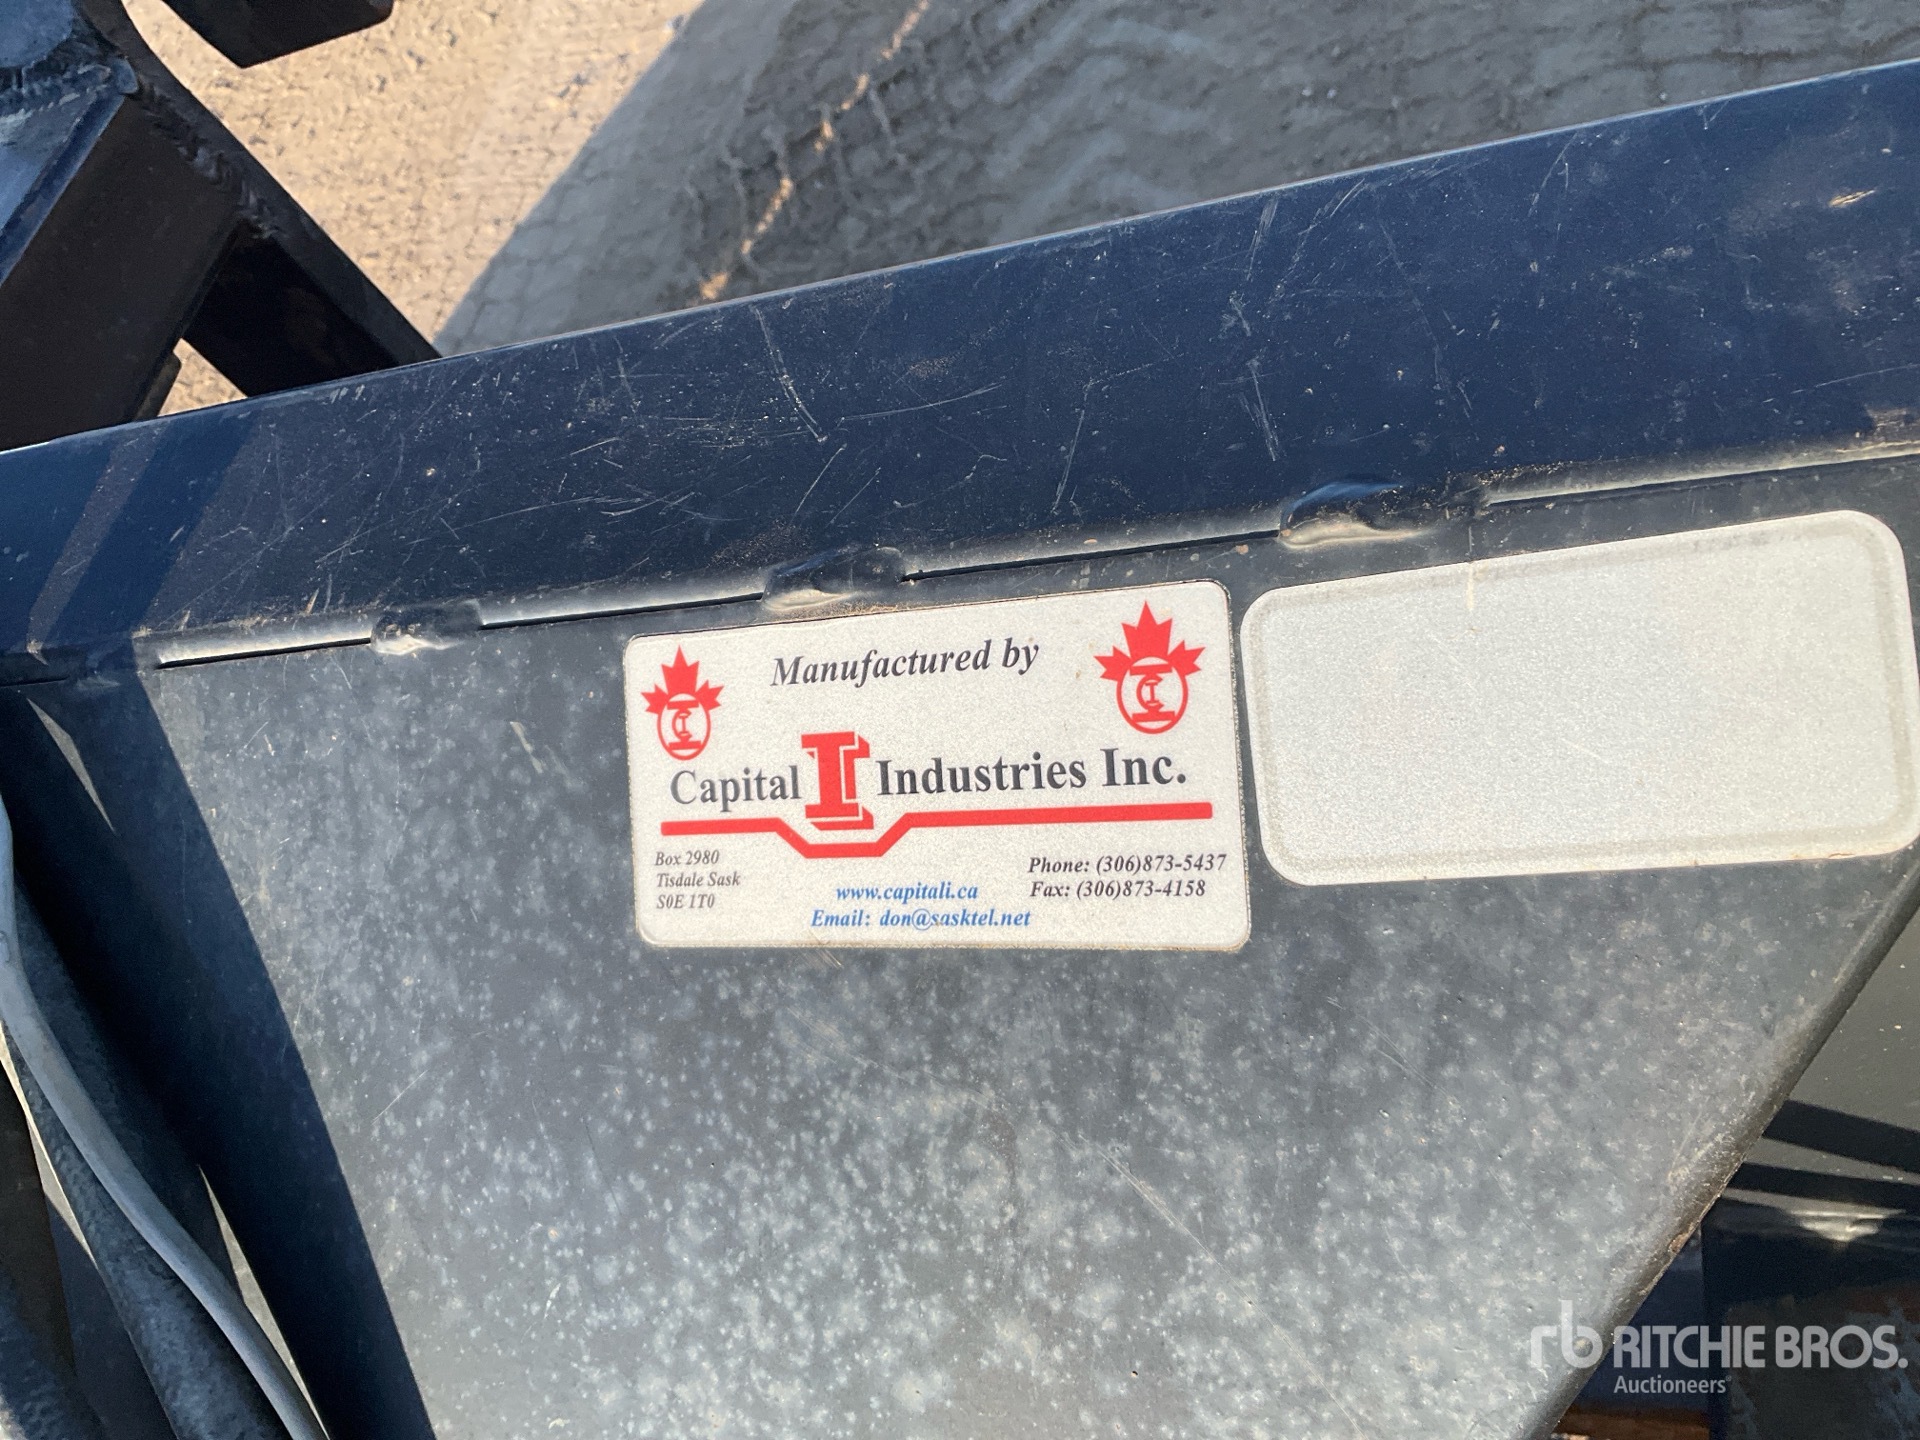 Manufactured by
Capital I Industries Inc.
Box 2980
Tisdale Sask
S0E 1T0
www.capitali.ca
Email: don@sasktel.net
Phone: (306)873-5437
Fax: (306)873-4158
rb RITCHIE BROS.
Auctioneers